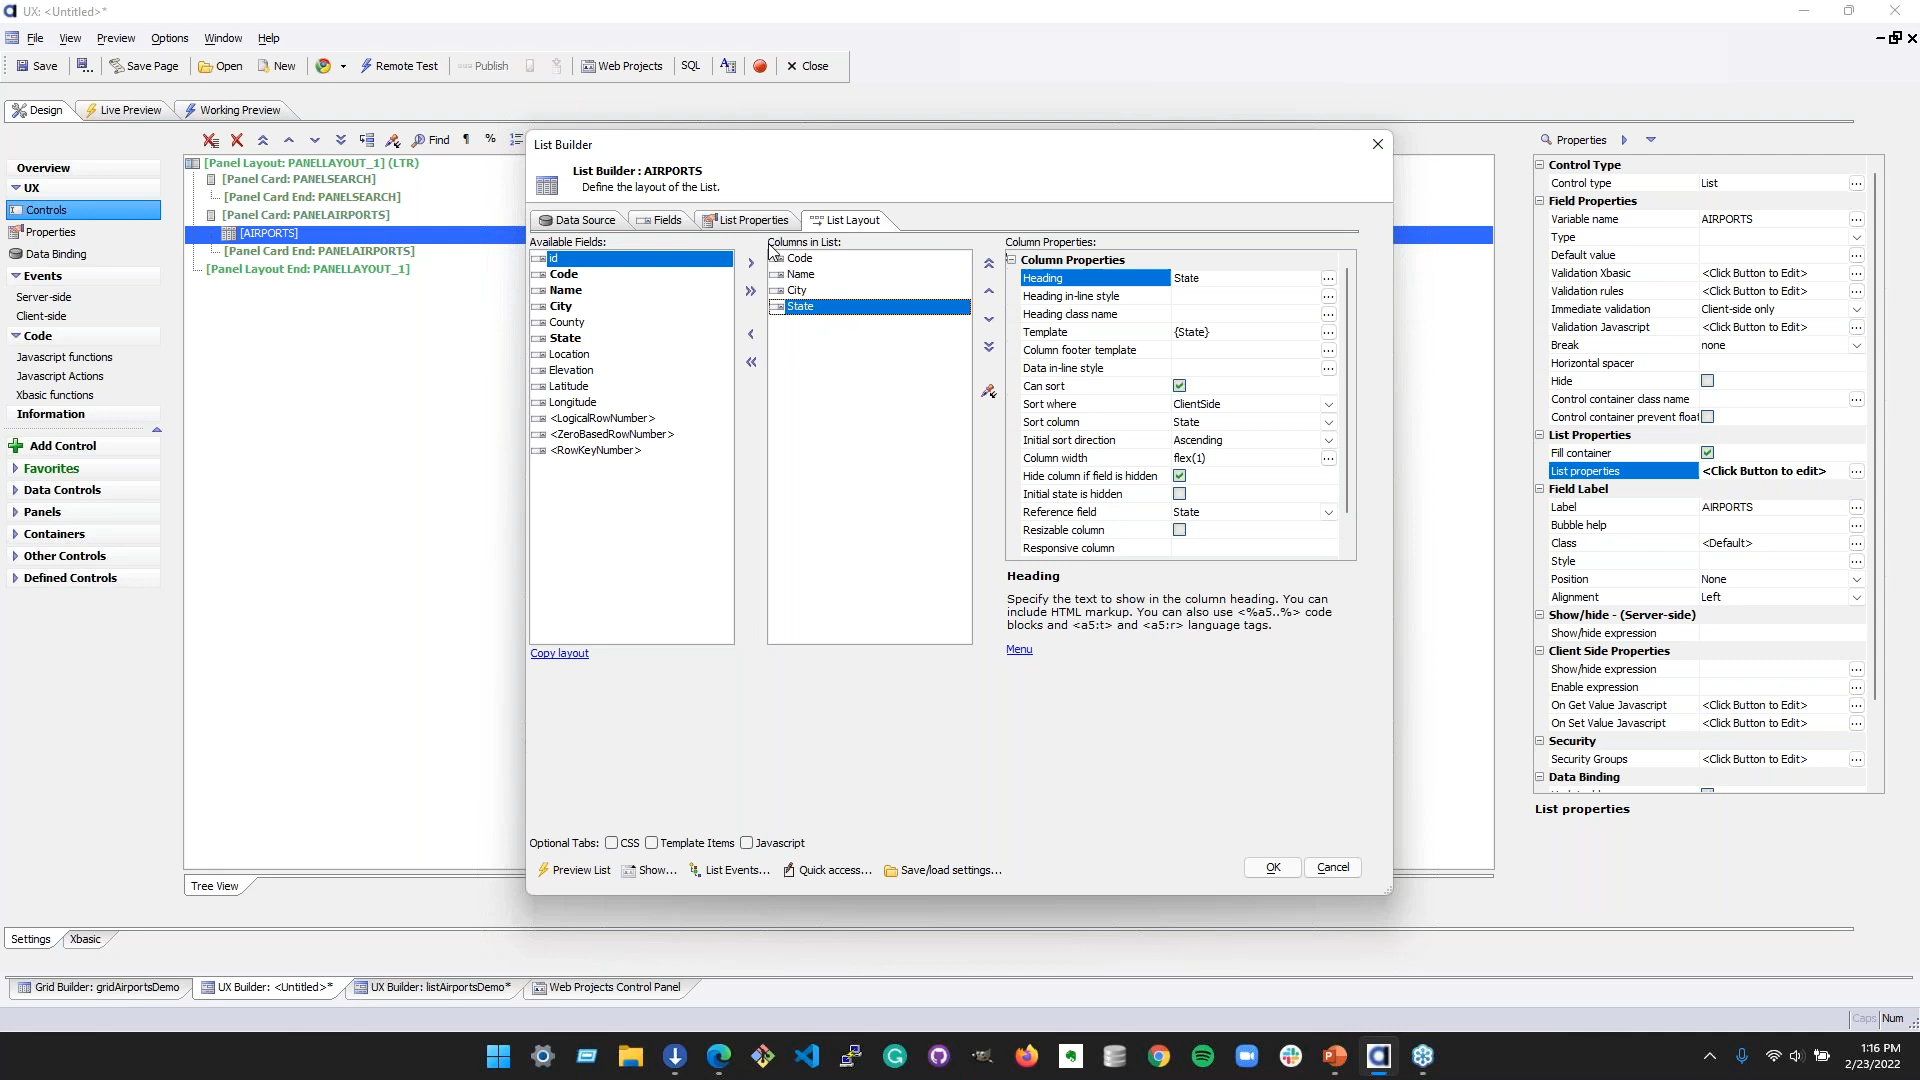 UX: <Untitled>*
File View Preview Options Window Help
Save Save Page Open New Remote Test Publish Web Projects SQL Close
Design Live Preview Working Preview
Find
Properties
Overview
UX
Controls
Properties
Data Binding
Events
Server-side
Client-side
Code
Javascript functions
Javascript Actions
Xbasic functions
Information
Add Control
Favorites
Data Controls
Panels
Containers
Other Controls
Defined Controls
[Panel Layout: PANELLAYOUT_1] (LTR)
[Panel Card: PANELSEARCH]
[Panel Card End: PANELSEARCH]
[Panel Card: PANELAIRPORTS]
[AIRPORTS]
[Panel Card End: PANELAIRPORTS]
[Panel Layout End: PANELLAYOUT_1]
List Builder
List Builder : AIRPORTS
Define the layout of the List.
Data Source Fields List Properties List Layout
Available Fields:
id
Code
Name
City
County
State
Location
Elevation
Latitude
Longitude
<LogicalRowNumber>
<ZeroBasedRowNumber>
<RowKeyNumber>
Copy layout
Columns in List:
Code
Name
City
State
Column Properties:
Column Properties
Heading State
Heading in-line style
Heading class name
Template {State}
Column footer template
Data in-line style
Can sort
Sort where ClientSide
Sort column State
Initial sort direction Ascending
Column width flex(1)
Hide column if field is hidden
Initial state is hidden
Reference field State
Resizable column
Responsive column
Heading
Specify the text to show in the column heading. You can
include HTML markup. You can also use <%a5..%> code
blocks and <a5:t> and <a5:r> language tags.
Menu
Optional Tabs: CSS Template Items Javascript
Preview List Show... List Events... Quick access... Save/load settings...
OK Cancel
Control Type
Control type List
Field Properties
Variable name AIRPORTS
Type
Default value
Validation Xbasic <Click Button to Edit>
Validation rules <Click Button to Edit>
Immediate validation Client-side only
Validation Javascript <Click Button to Edit>
Break none
Horizontal spacer
Hide
Control container class name
Control container prevent float
List Properties
Fill container
List properties <Click Button to edit>
Field Label
Label AIRPORTS
Bubble help
Class <Default>
Style
Position None
Alignment Left
Show/hide - (Server-side)
Show/hide expression
Client Side Properties
Show/hide expression
Enable expression
On Get Value Javascript <Click Button to Edit>
On Set Value Javascript <Click Button to Edit>
Security
Security Groups <Click Button to Edit>
Data Binding
List properties
Tree View
Settings Xbasic
Grid Builder: gridAirportsDemo UX Builder: <Untitled>* UX Builder: listAirportsDemo* Web Projects Control Panel
Caps Num
1:16 PM
2/23/2022